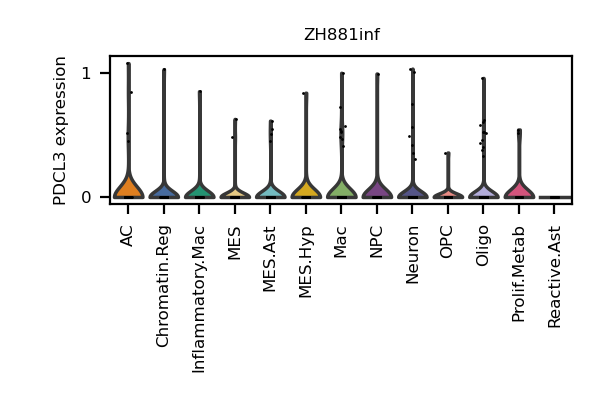 ZH881inf
PDCL3 expression
1
0
AC
Chromatin.Reg
Inflammatory.Mac
MES
MES.Ast
MES.Hyp
Mac
NPC
Neuron
OPC
Oligo
Prolif.Metab
Reactive.Ast